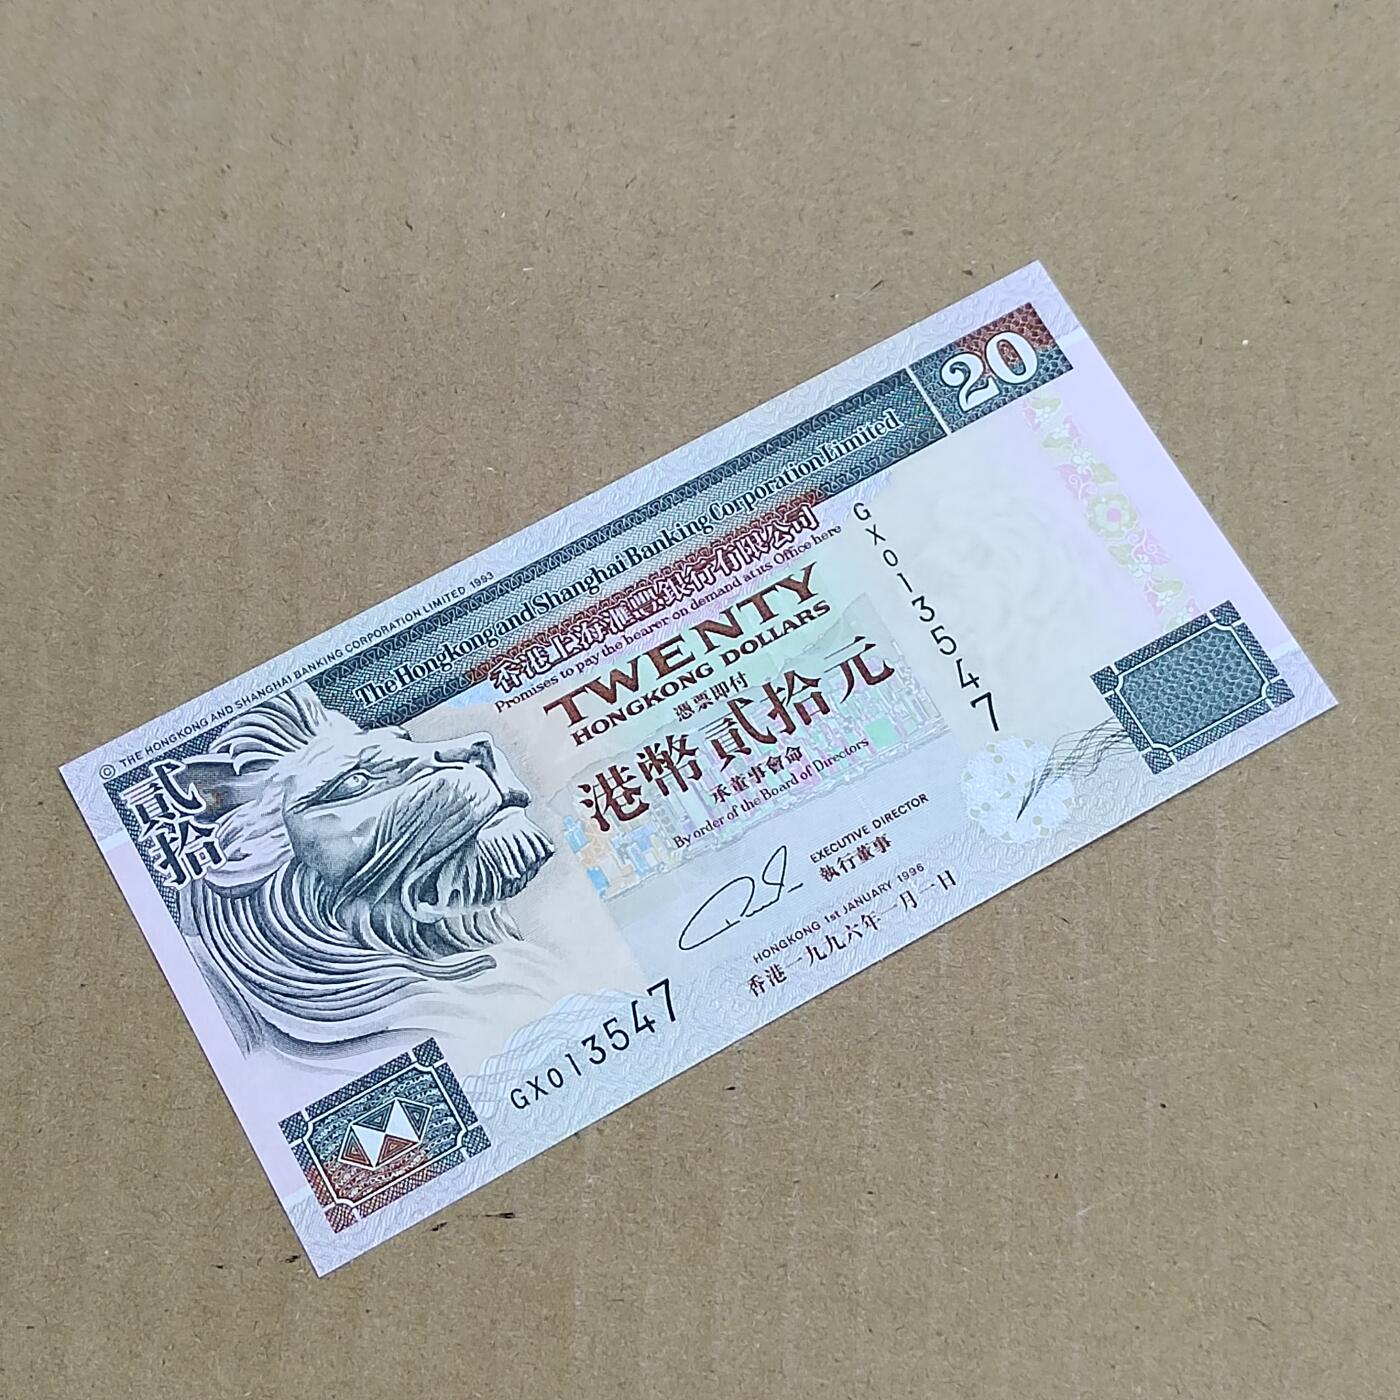 © THE HONGKONG AND SHANGHAI BANKING CORPORATION LIMITED 1993
The Hongkong and Shanghai Banking Corporation Limited
20
香港上海滙豐銀行有限公司
Promises to pay the bearer on demand at its Office here
TWENTY
HONGKONG DOLLARS
憑票即付
港幣貳拾元
承董事會命
By order of the Board of Directors
貳拾
GX013547
EXECUTIVE DIRECTOR
執行董事
HONGKONG 1st JANUARY 1996
香港一九九六年一月一日
GX013547